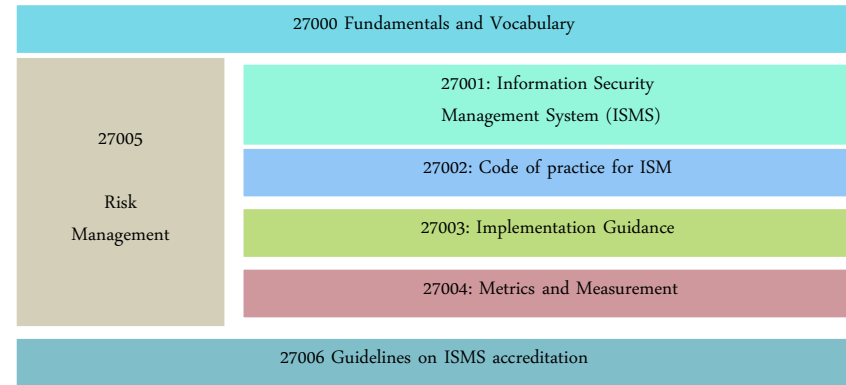 27000 Fundamentals and Vocabulary
27005
Risk
Management
27001: Information Security
Management System (ISMS)
27002: Code of practice for ISM
27003: Implementation Guidance
27004: Metrics and Measurement
27006 Guidelines on ISMS accreditation